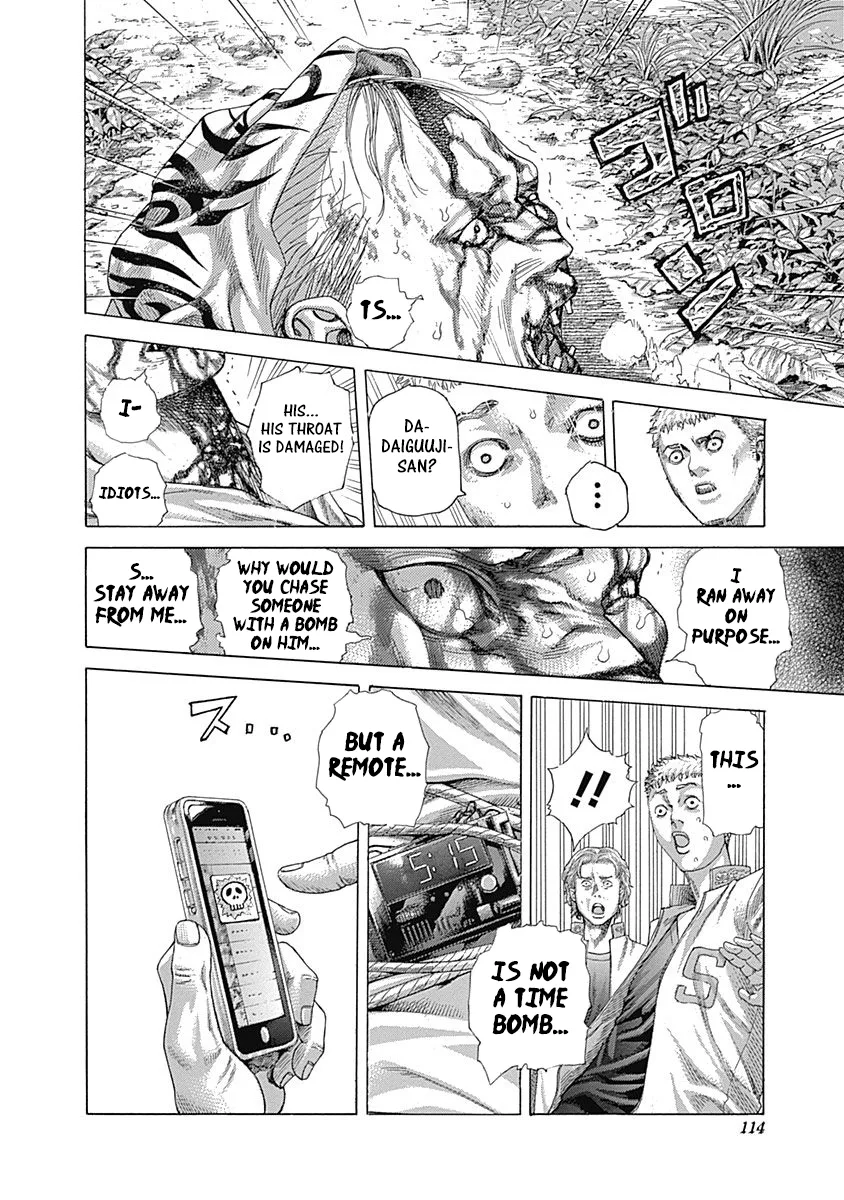 ゴロン
TS...
DA-
DAIGUUJI-
SAN?
HIS...
HIS THROAT
IS DAMAGED!
I-
IDIOTS...
I
RAN AWAY
ON
PURPOSE...
WHY WOULD
YOU CHASE
SOMEONE
WITH A BOMB
ON HIM...
S...
STAY AWAY
FROM ME...
THIS
...
!!
S
IS NOT
A TIME
BOMB...
BUT A
REMOTE...
5:15
ス...
114